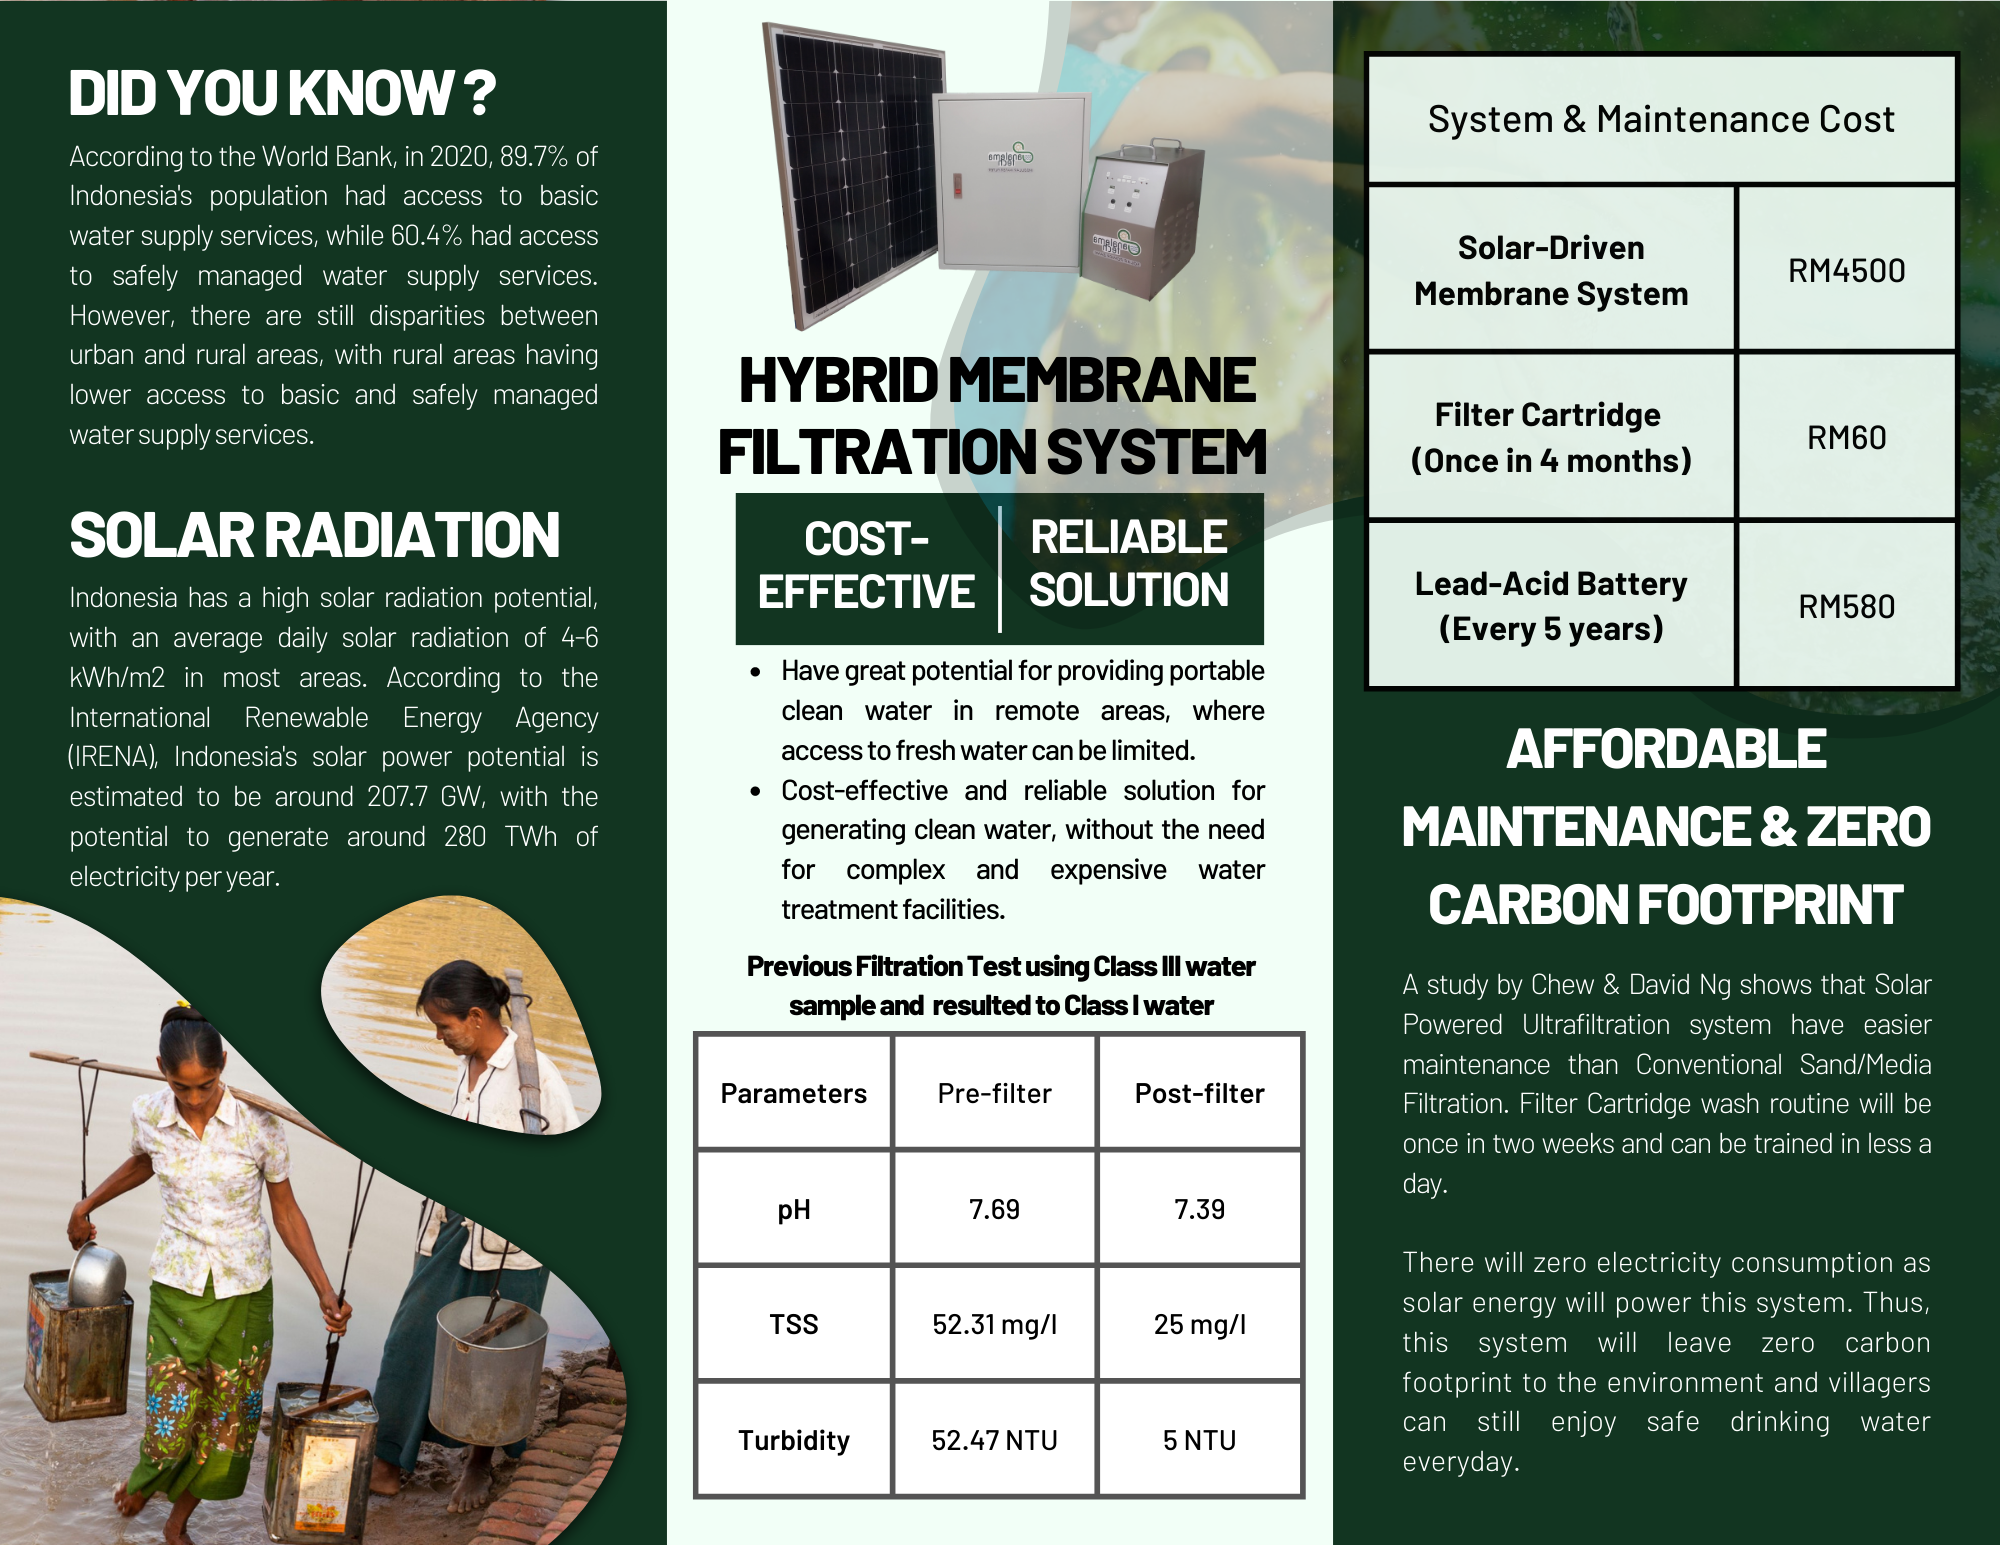 DID YOU KNOW ?
According to the World Bank, in 2020, 89.7% of
Indonesia's population had access to basic
water supply services, while 60.4% had access
to safely managed water supply services.
However, there are still disparities between
urban and rural areas, with rural areas having
lower access to basic and safely managed
water supply services.
SOLAR RADIATION
Indonesia has a high solar radiation potential,
with an average daily solar radiation of 4-6
kWh/m2 in most areas. According to the
International Renewable Energy Agency
(IRENA), Indonesia's solar power potential is
estimated to be around 207.7 GW, with the
potential to generate around 280 TWh of
electricity per year.
HYBRID MEMBRANE
FILTRATION SYSTEM
COST-
EFFECTIVE
RELIABLE
SOLUTION
• Have great potential for providing portable
clean water in remote areas, where
access to fresh water can be limited.
• Cost-effective and reliable solution for
generating clean water, without the need
for complex and expensive water
treatment facilities.
Previous Filtration Test using Class III water
sample and resulted to Class I water
Parameters Pre-filter Post-filter
pH 7.69 7.39
TSS 52.31 mg/l 25 mg/l
Turbidity 52.47 NTU 5 NTU
System & Maintenance Cost
Solar-Driven
Membrane System
RM4500
Filter Cartridge
(Once in 4 months)
RM60
Lead-Acid Battery
(Every 5 years)
RM580
AFFORDABLE
MAINTENANCE & ZERO
CARBON FOOTPRINT
A study by Chew & David Ng shows that Solar
Powered Ultrafiltration system have easier
maintenance than Conventional Sand/Media
Filtration. Filter Cartridge wash routine will be
once in two weeks and can be trained in less a
day.
There will zero electricity consumption as
solar energy will power this system. Thus,
this system will leave zero carbon
footprint to the environment and villagers
can still enjoy safe drinking water
everyday.